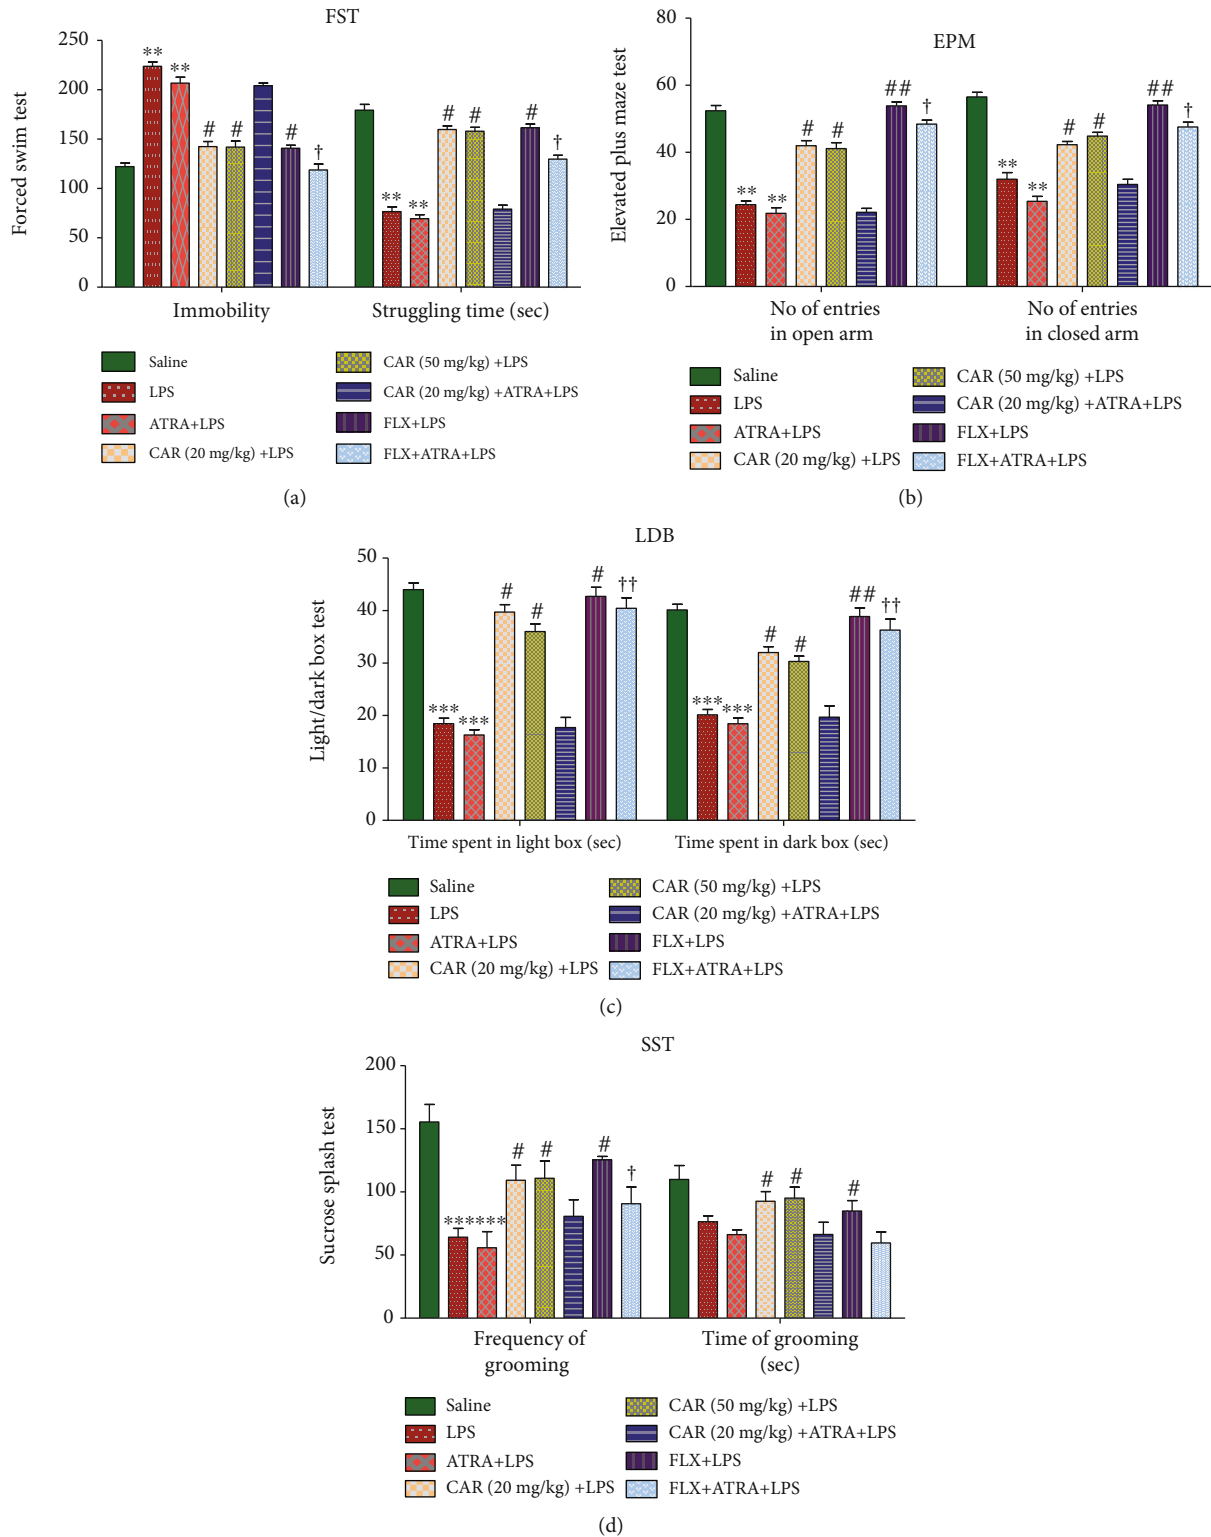 FST
Forced swim test
250
200
150
100
50
0
**
**
#
#
#
†
**
**
#
#
#
†
Immobility
Struggling time (sec)
Saline
LPS
ATRA+LPS
CAR (20 mg/kg) +LPS
CAR (50 mg/kg) +LPS
CAR (20 mg/kg) +ATRA+LPS
FLX+LPS
FLX+ATRA+LPS
(a)
EPM
Elevated plus maze test
80
60
40
20
0
**
**
#
#
##
†
**
**
#
#
##
†
No of entries
in open arm
No of entries
in closed arm
Saline
LPS
ATRA+LPS
CAR (20 mg/kg) +LPS
CAR (50 mg/kg) +LPS
CAR (20 mg/kg) +ATRA+LPS
FLX+LPS
FLX+ATRA+LPS
(b)
LDB
Light/dark box test
50
40
30
20
10
0
***
***
#
#
#
††
***
***
#
#
##
††
Time spent in light box (sec)
Time spent in dark box (sec)
Saline
LPS
ATRA+LPS
CAR (20 mg/kg) +LPS
CAR (50 mg/kg) +LPS
CAR (20 mg/kg) +ATRA+LPS
FLX+LPS
FLX+ATRA+LPS
(c)
SST
Sucrose splash test
200
150
100
50
0
***
***
#
#
#
†
#
#
#
Frequency of
grooming
Time of grooming
(sec)
Saline
LPS
ATRA+LPS
CAR (20 mg/kg) +LPS
CAR (50 mg/kg) +LPS
CAR (20 mg/kg) +ATRA+LPS
FLX+LPS
FLX+ATRA+LPS
(d)